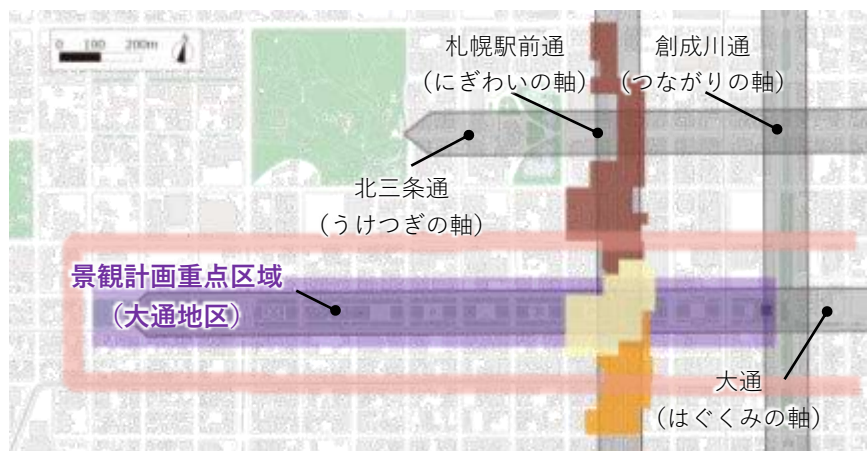 0 100 200m
札幌駅前通
（にぎわいの軸）
創成川通
（つながりの軸）
北三条通
（うけつぎの軸）
景観計画重点区域
（大通地区）
大通
（はぐくみの軸）